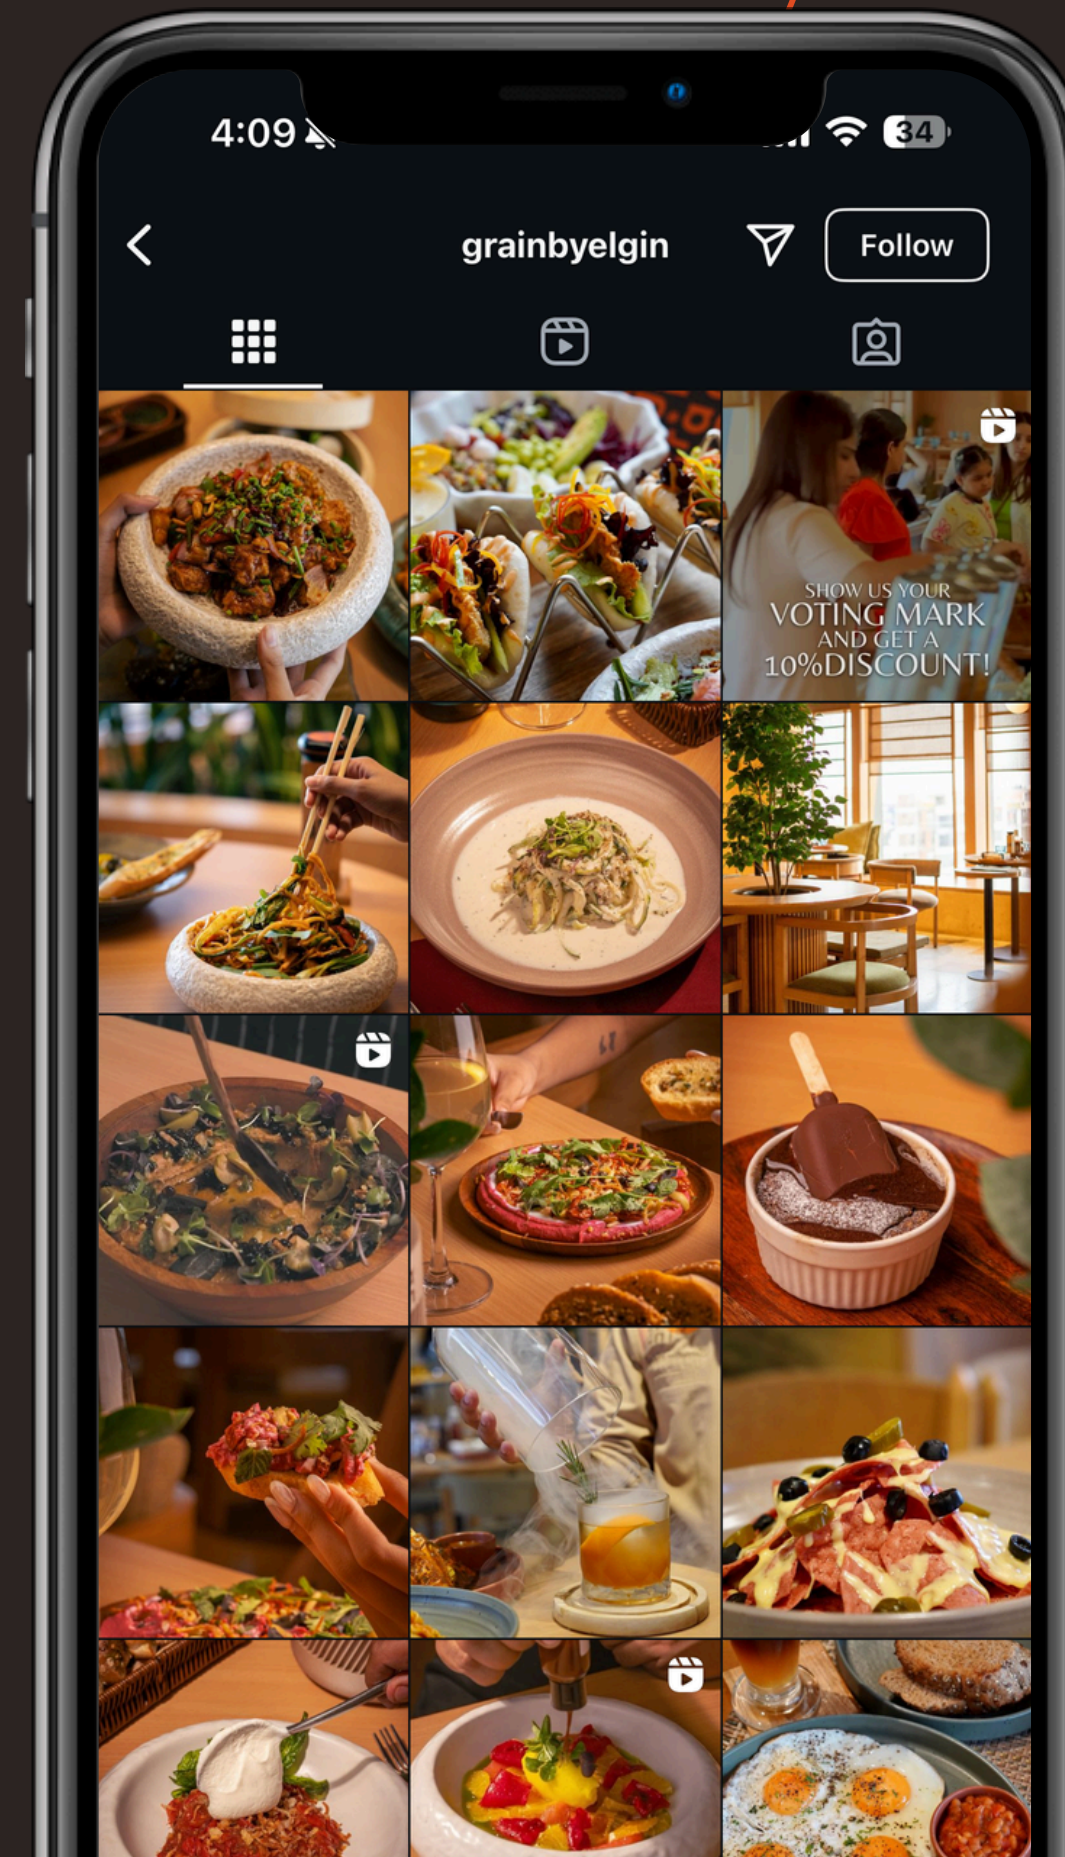 4:09
34
grainbyelgin
Follow
SHOW US YOUR
VOTING MARK
AND GET A
10%DISCOUNT!